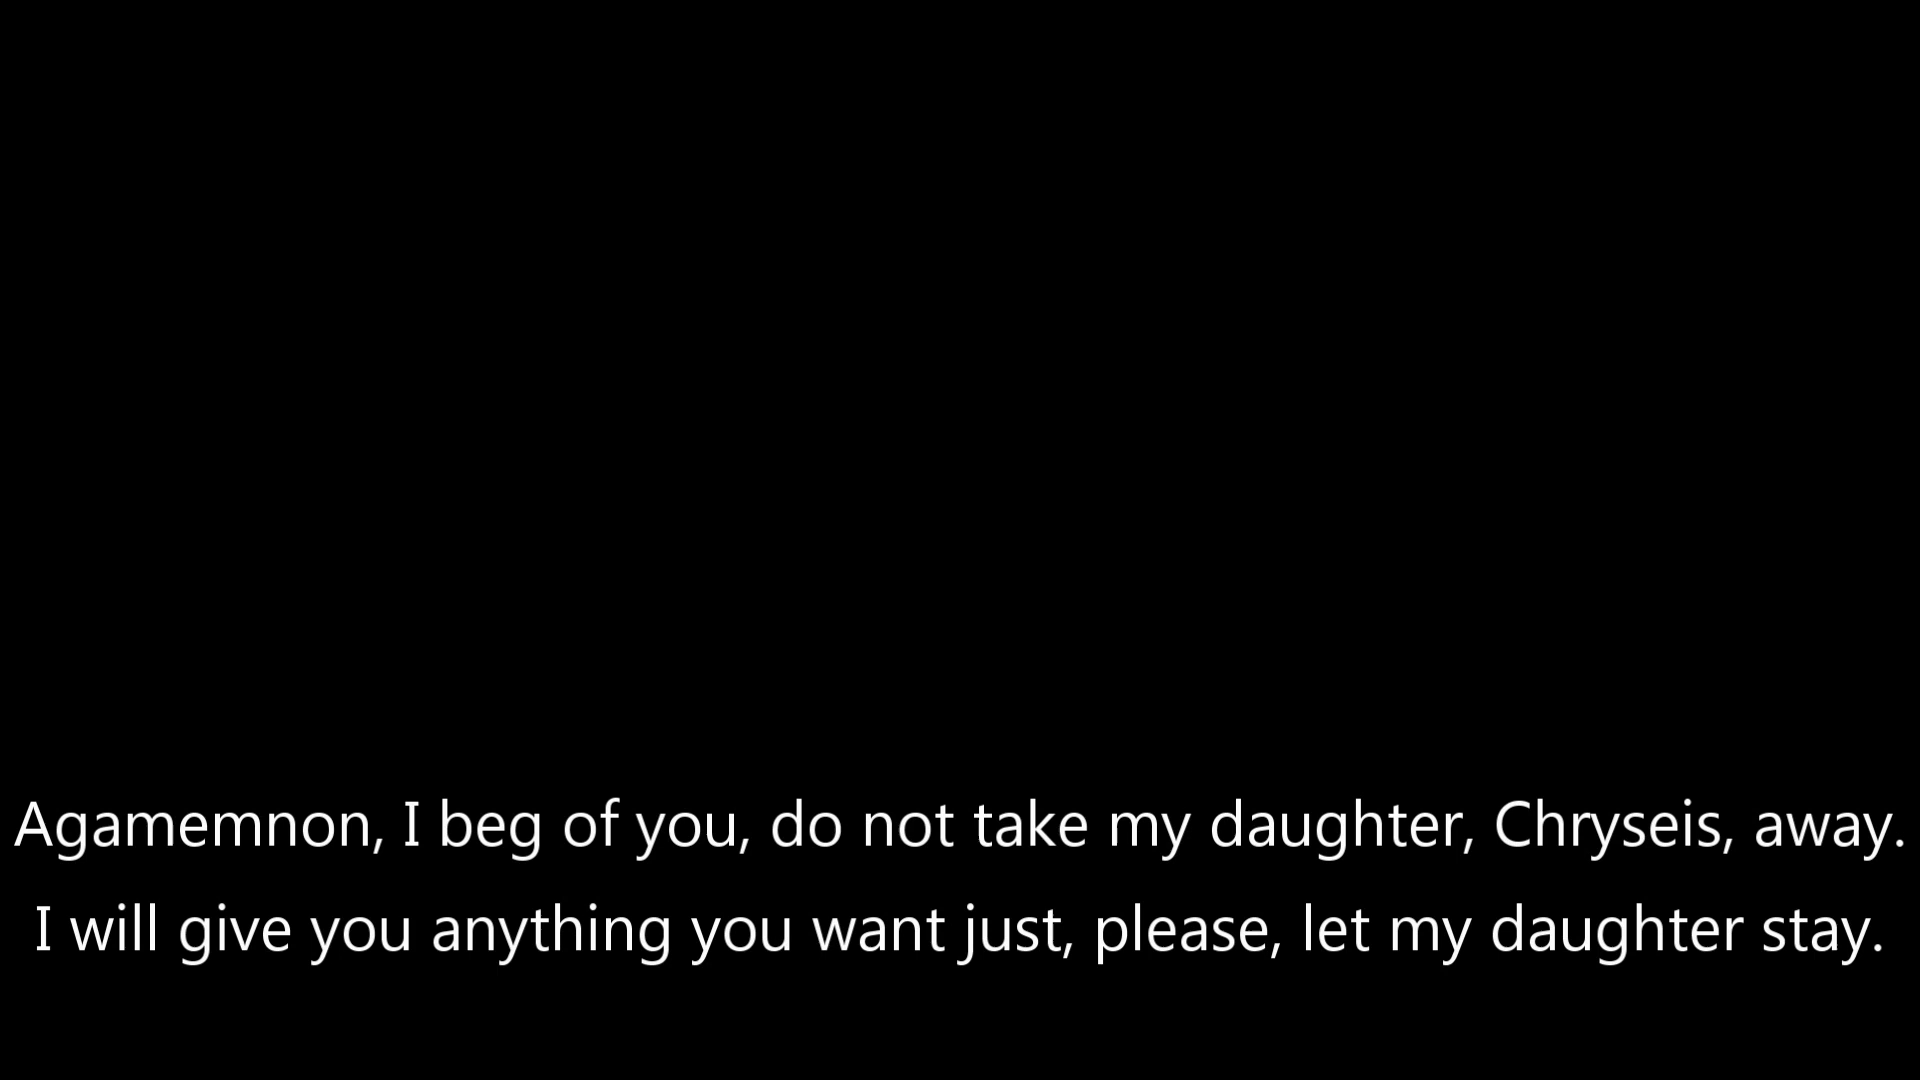 Agamemnon, I beg of you, do not take my daughter, Chryseis, away.
I will give you anything you want just, please, let my daughter stay.